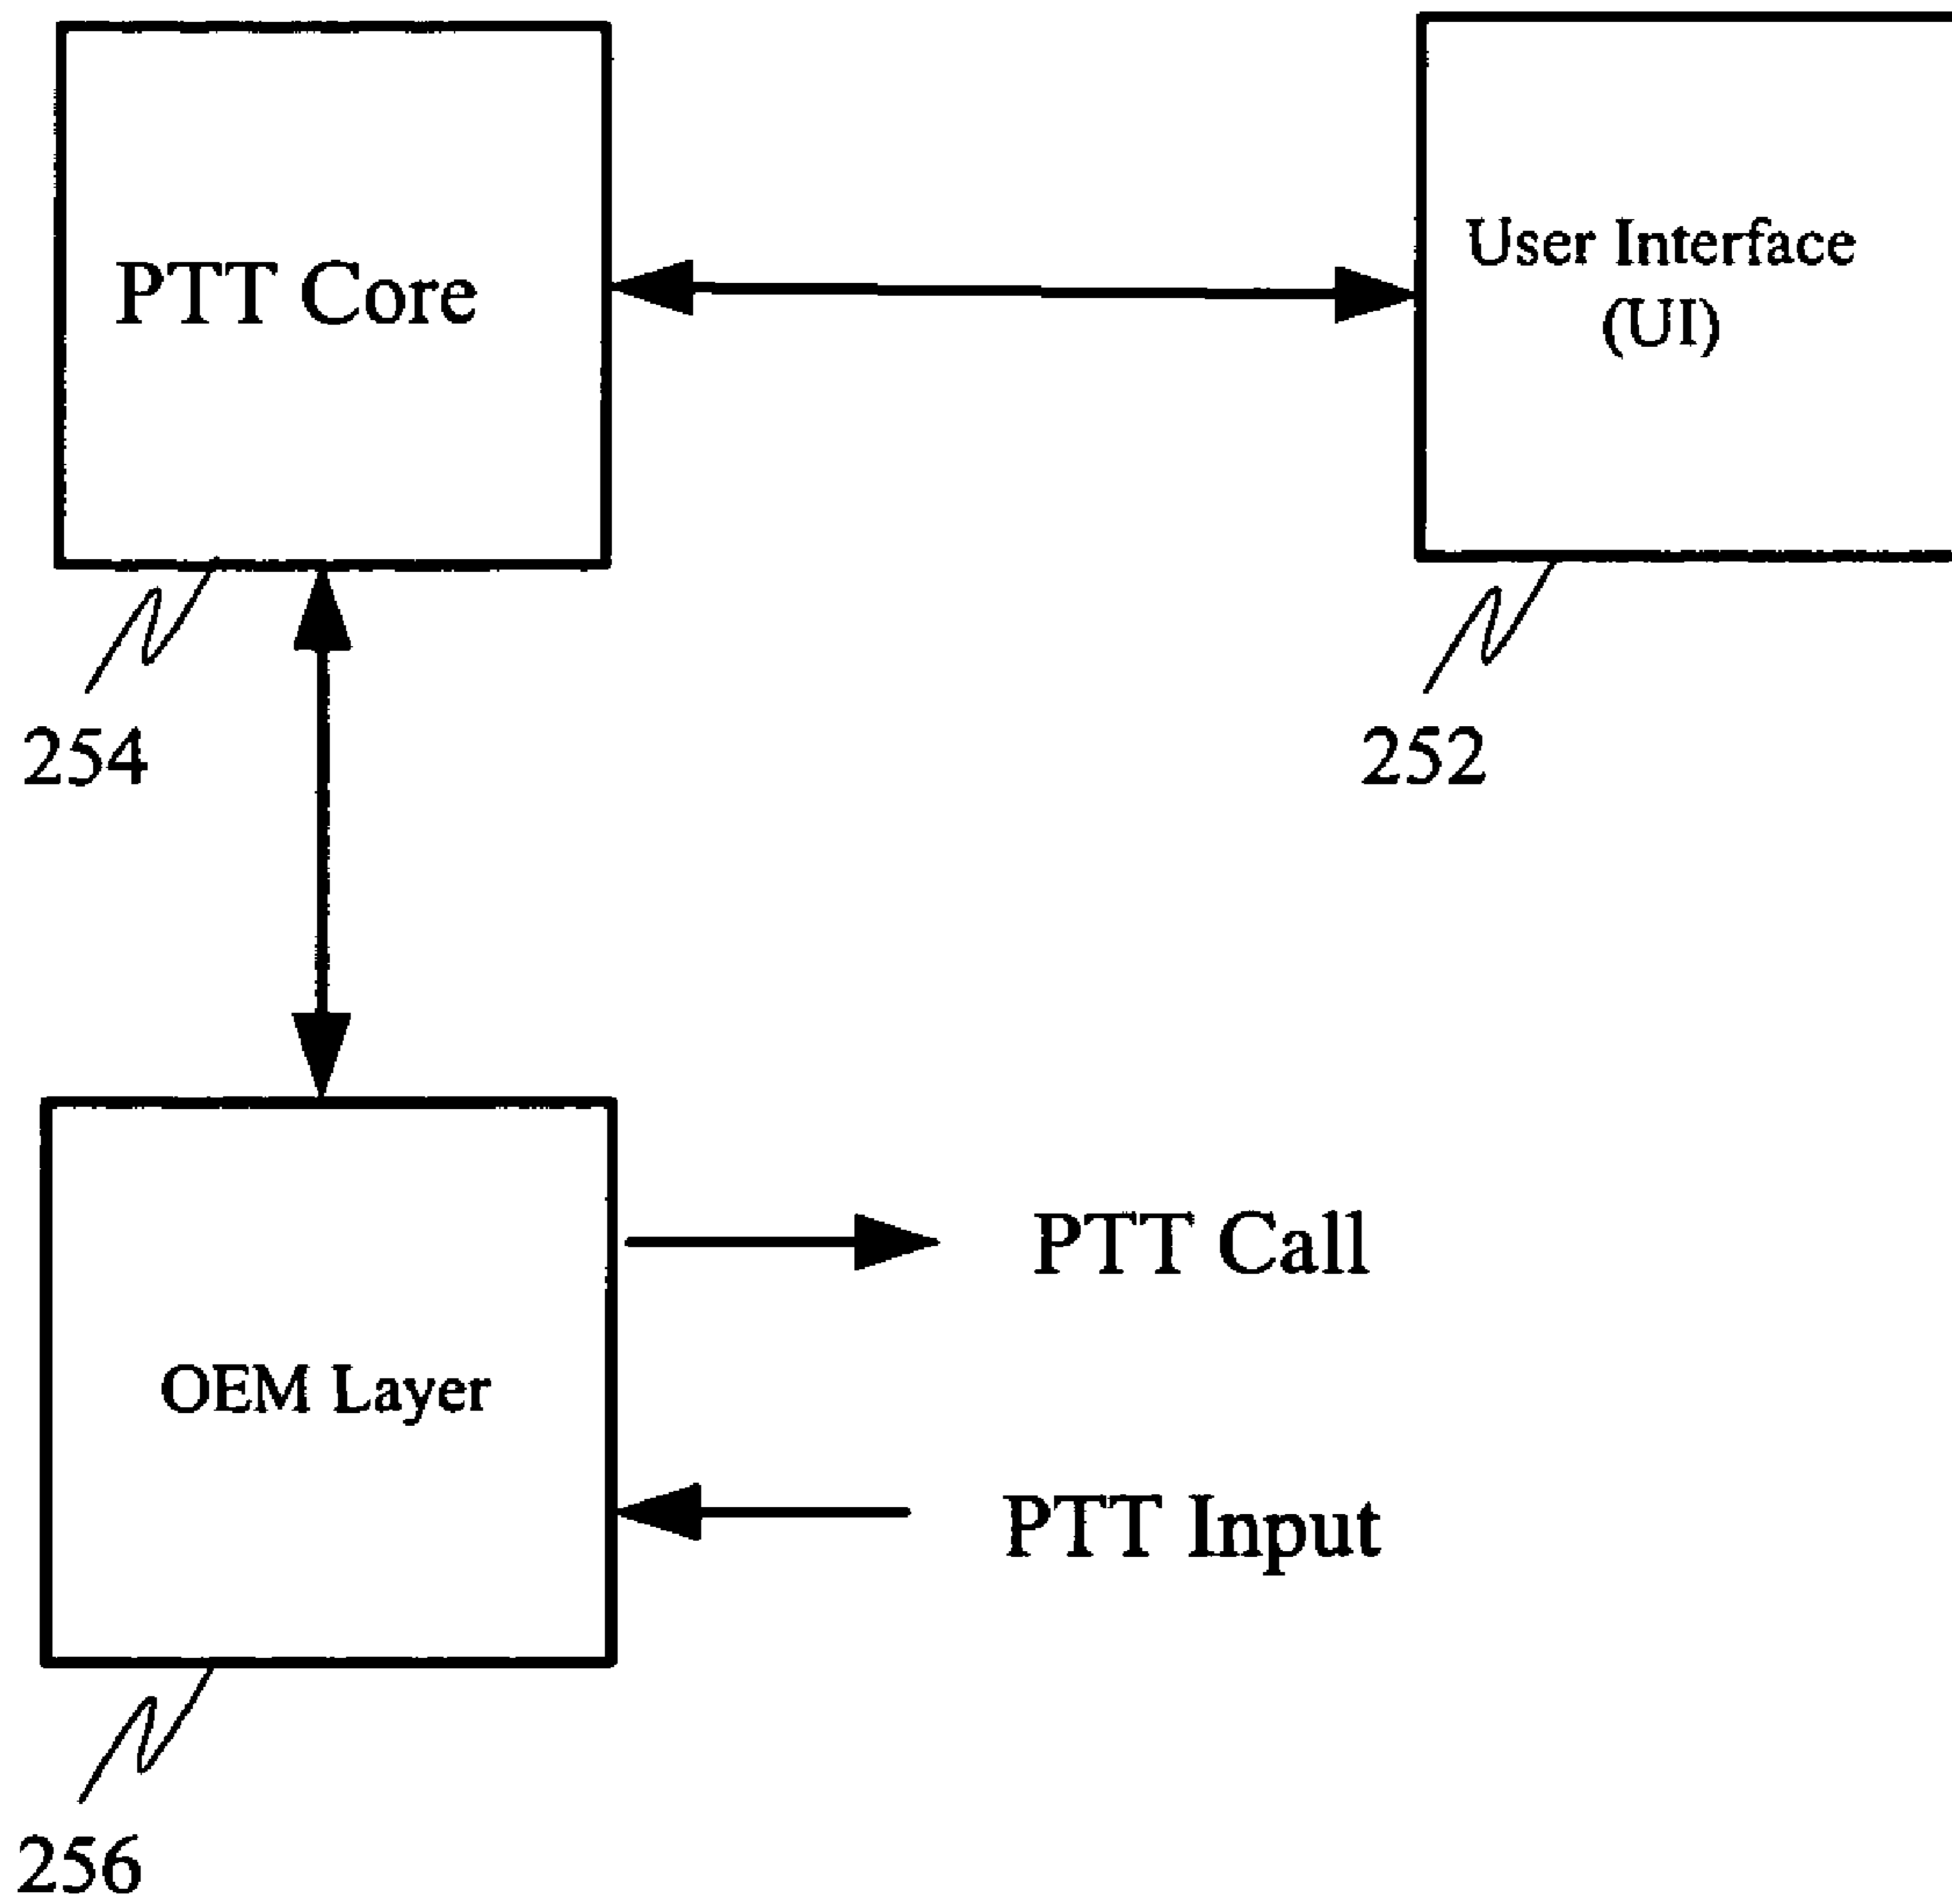 PTT Core
User Interface
(UI)
254
252
OEM Layer
PTT Call
PTT Input
256